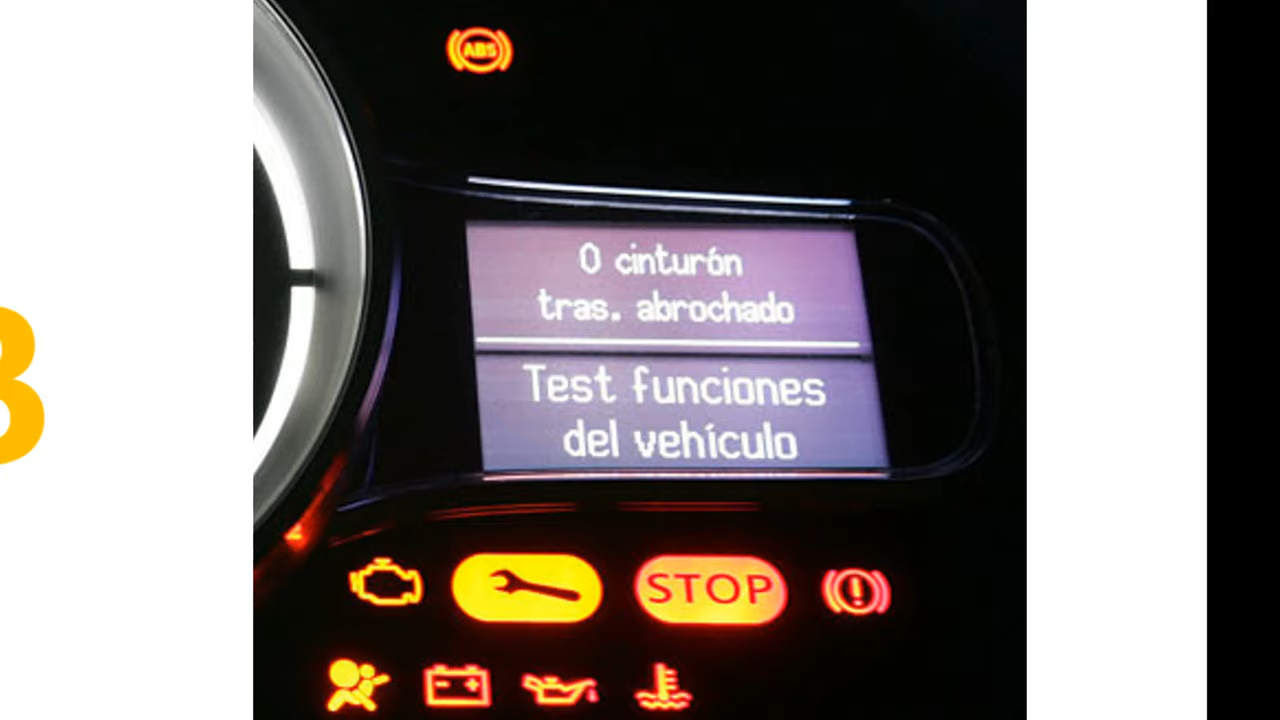 ABS
0 cinturón
tras. abrochado
Test funciones
del vehículo
STOP